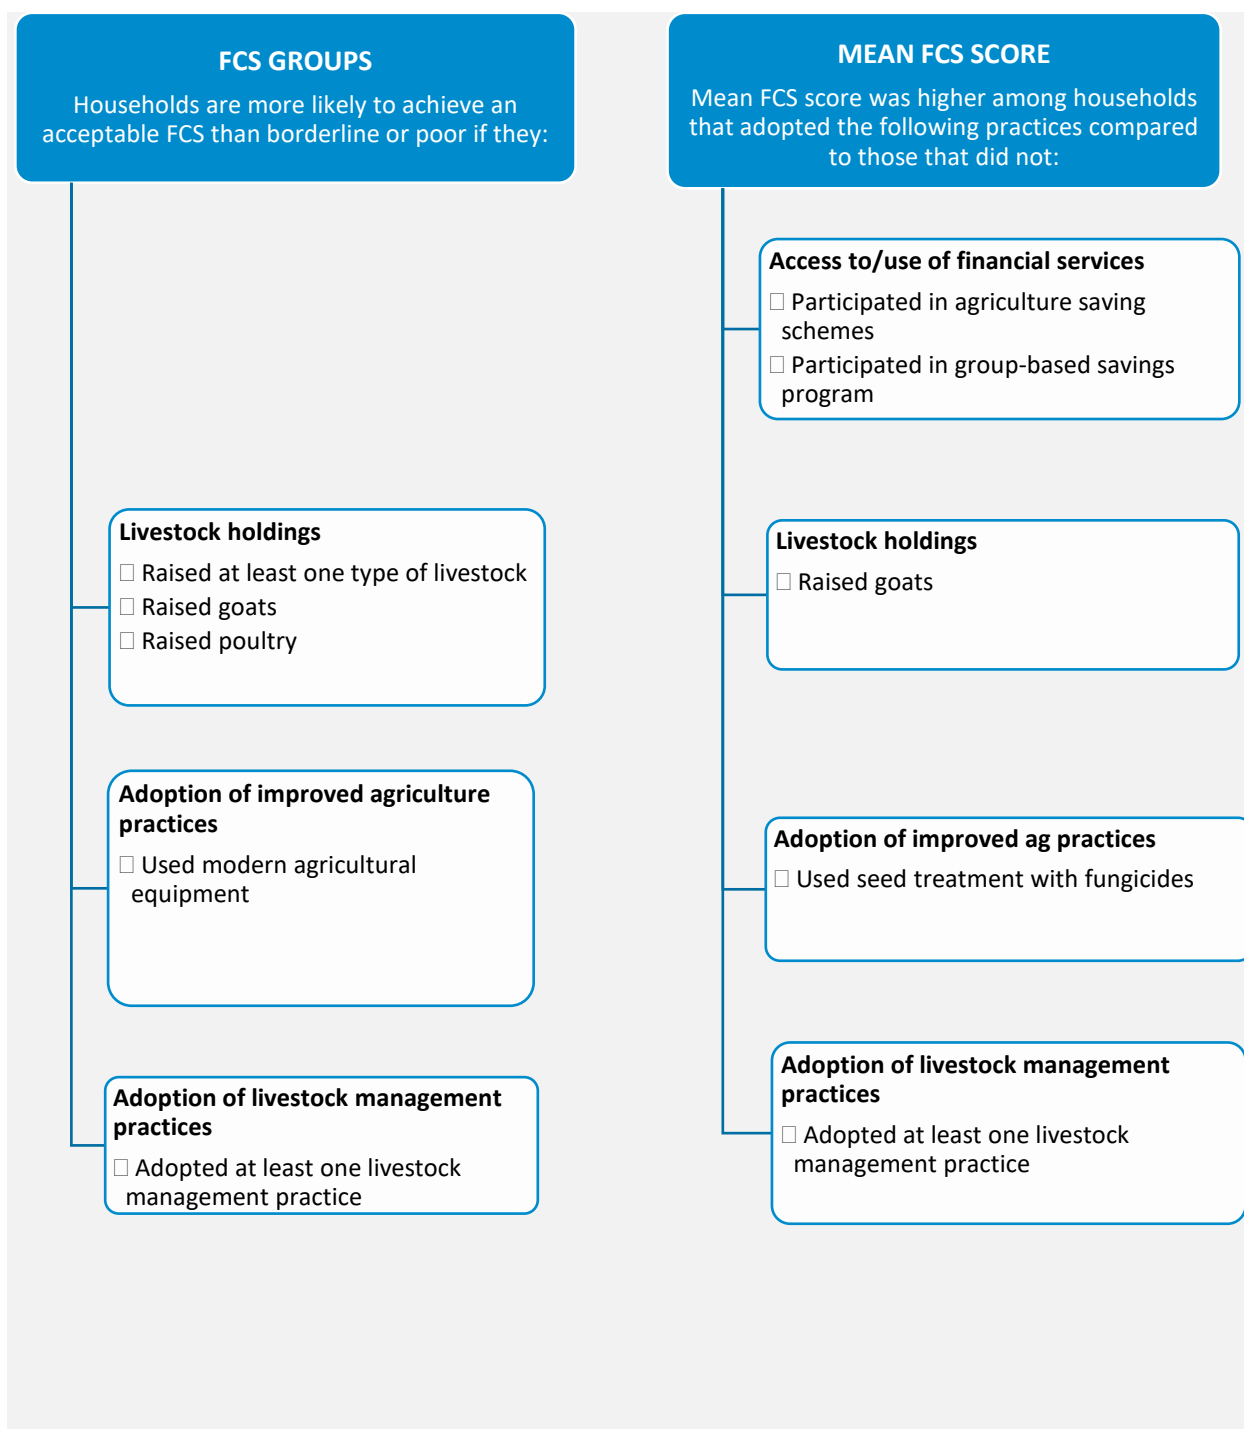 FCS GROUPS
Households are more likely to achieve an
acceptable FCS than borderline or poor if they:
Livestock holdings
□ Raised at least one type of livestock
□ Raised goats
□ Raised poultry
Adoption of improved agriculture
practices
□ Used modern agricultural
equipment
Adoption of livestock management
practices
□ Adopted at least one livestock
management practice
MEAN FCS SCORE
Mean FCS score was higher among households
that adopted the following practices compared
to those that did not:
Access to/use of financial services
□ Participated in agriculture saving
schemes
□ Participated in group-based savings
program
Livestock holdings
□ Raised goats
Adoption of improved ag practices
□ Used seed treatment with fungicides
Adoption of livestock management
practices
□ Adopted at least one livestock
management practice